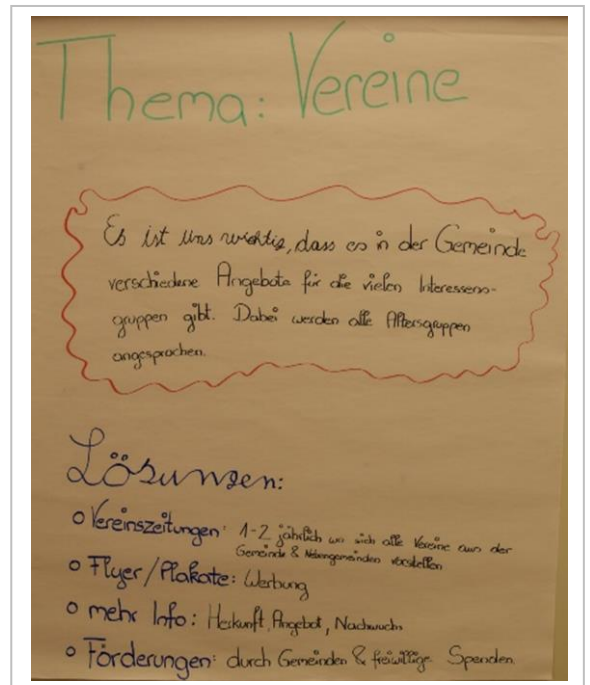 Thema: Vereine
Es ist uns wichtig, dass es in der Gemeinde
verschiedene Angebote für die vielen Interessens-
gruppen gibt. Dabei werden alle Altersgruppen
angesprochen.
Lösungen:
o Vereinszeitungen: 1-2 jährlich wo sich alle Vereine aus der
Gemeinde & Nebengemeinden vorstellen
o Flyer/Plakate: Werbung
o mehr Info: Herkunft, Angebot, Nachwuchs
o Förderungen: durch Gemeinden & freiwillige Spenden.